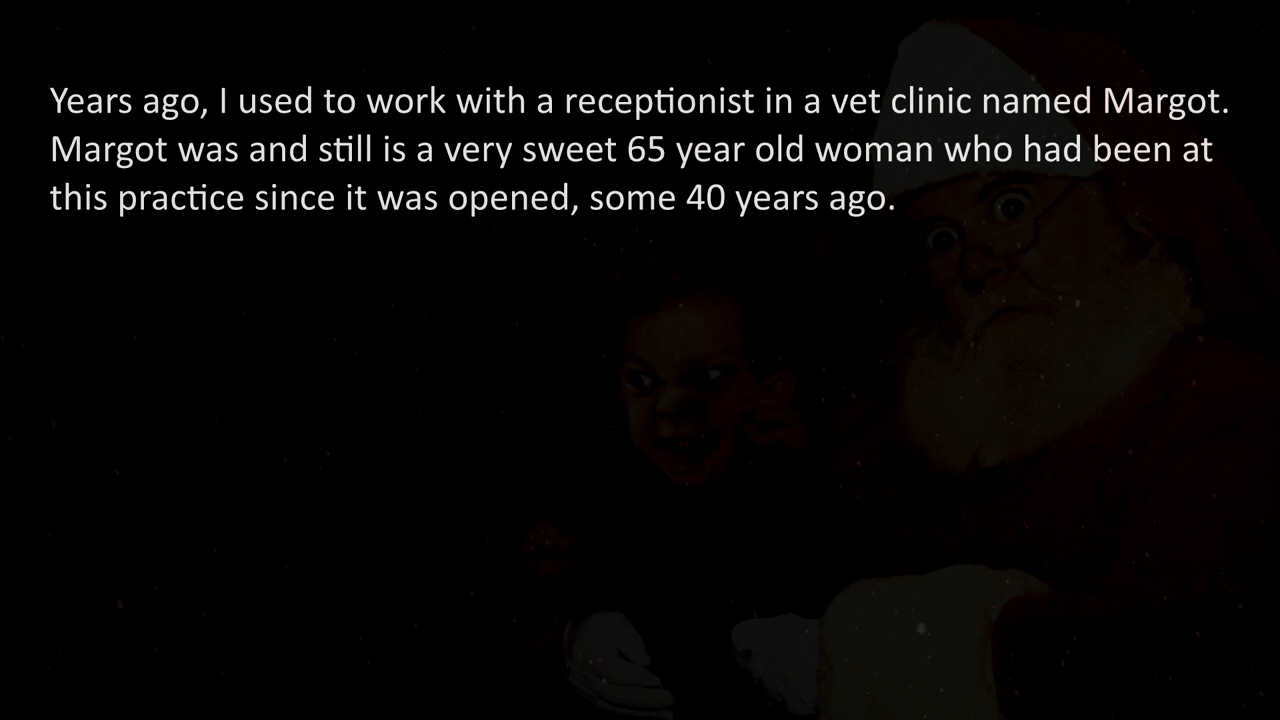 Years ago, I used to work with a receptionist in a vet clinic named Margot.
Margot was and still is a very sweet 65 year old woman who had been at
this practice since it was opened, some 40 years ago.